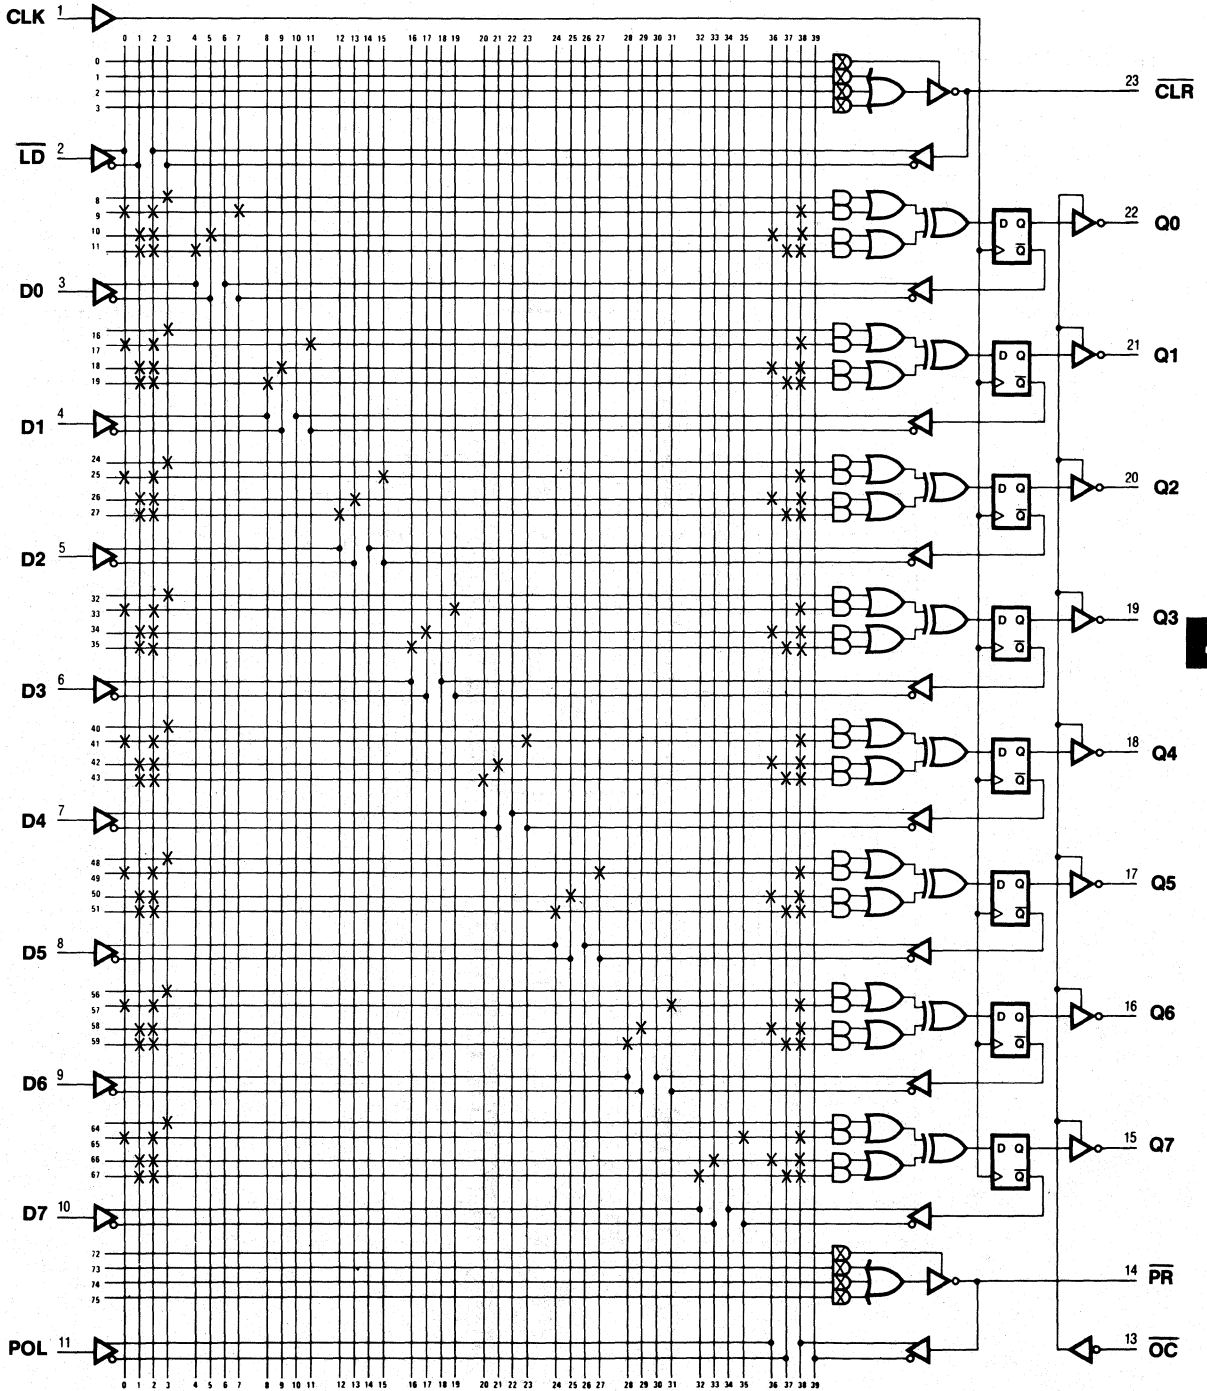 CLK 1
0 1 2 3 4 5 6 7 8 9 10 11 12 13 14 15 16 17 18 19 20 21 22 23 24 25 26 27 28 29 30 31 32 33 34 35 36 37 38 39
0
1
2
3
23 CLR
LD 2
8
9
10
11
D Q
Q
22 Q0
D0 3
16
17
18
19
D Q
Q
21 Q1
D1 4
24
25
26
27
D Q
Q
20 Q2
D2 5
32
33
34
35
D Q
Q
19 Q3
D3 6
40
41
42
43
D Q
Q
18 Q4
D4 7
48
49
50
51
D Q
Q
17 Q5
D5 8
56
57
58
59
D Q
Q
16 Q6
D6 9
64
65
66
67
D Q
Q
15 Q7
D7 10
72
73
74
75
14 PR
POL 11
13 OC
0 1 2 3 4 5 6 7 8 9 10 11 12 13 14 15 16 17 18 19 20 21 22 23 24 25 26 27 28 29 30 31 32 33 34 35 36 37 38 39